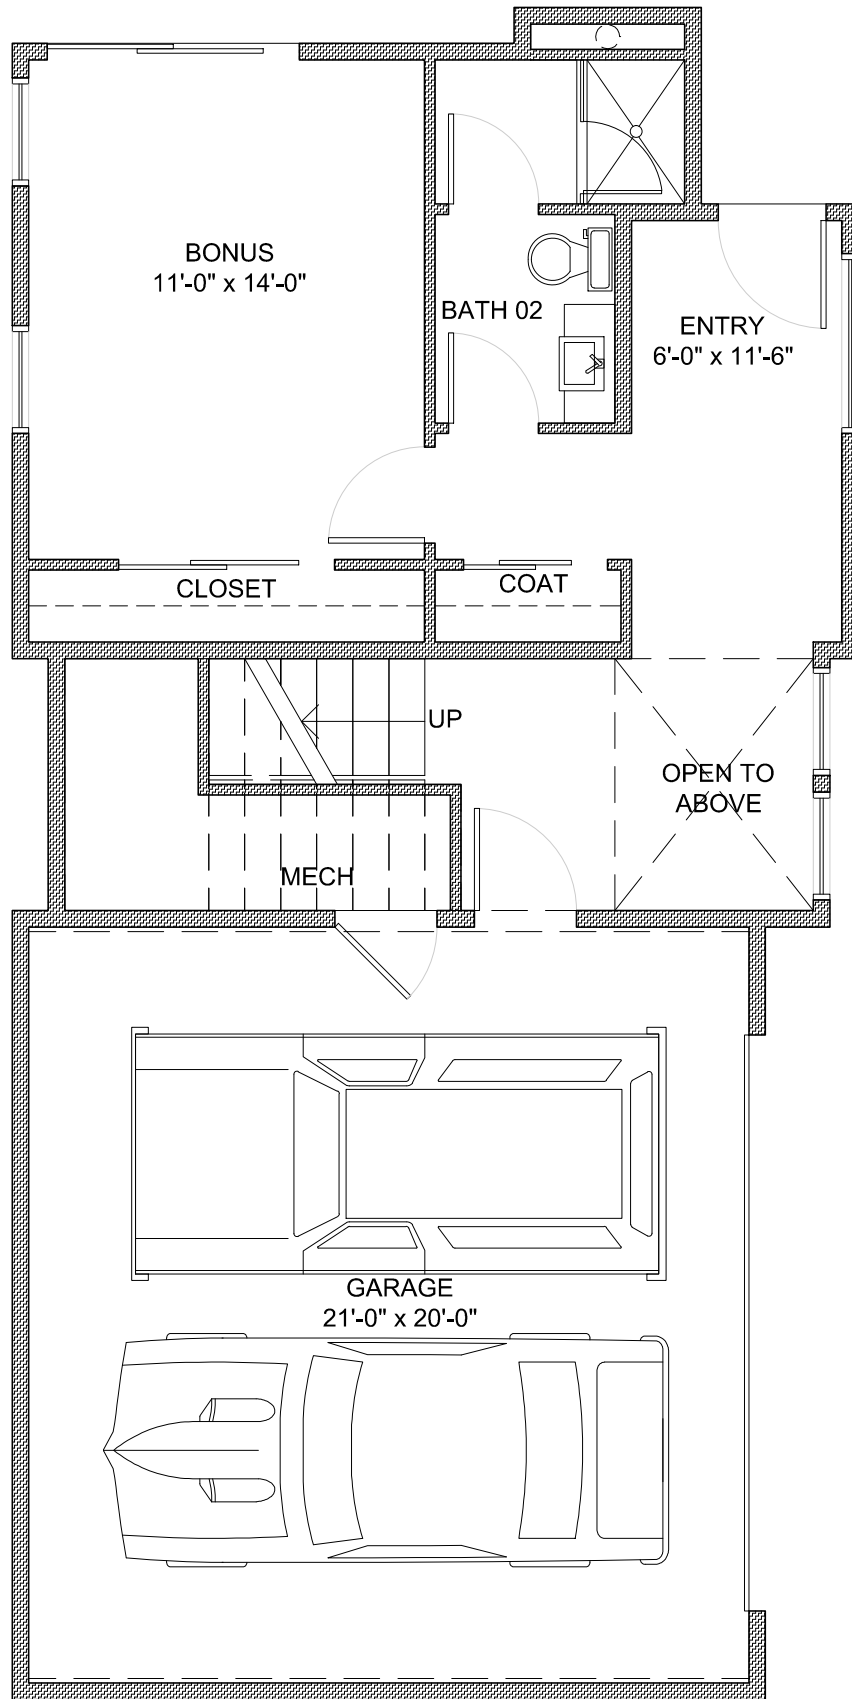 BONUS
11'-0" x 14'-0"
BATH 02
ENTRY
6'-0" x 11'-6"
CLOSET
COAT
UP
OPEN TO
ABOVE
MECH
GARAGE
21'-0" x 20'-0"